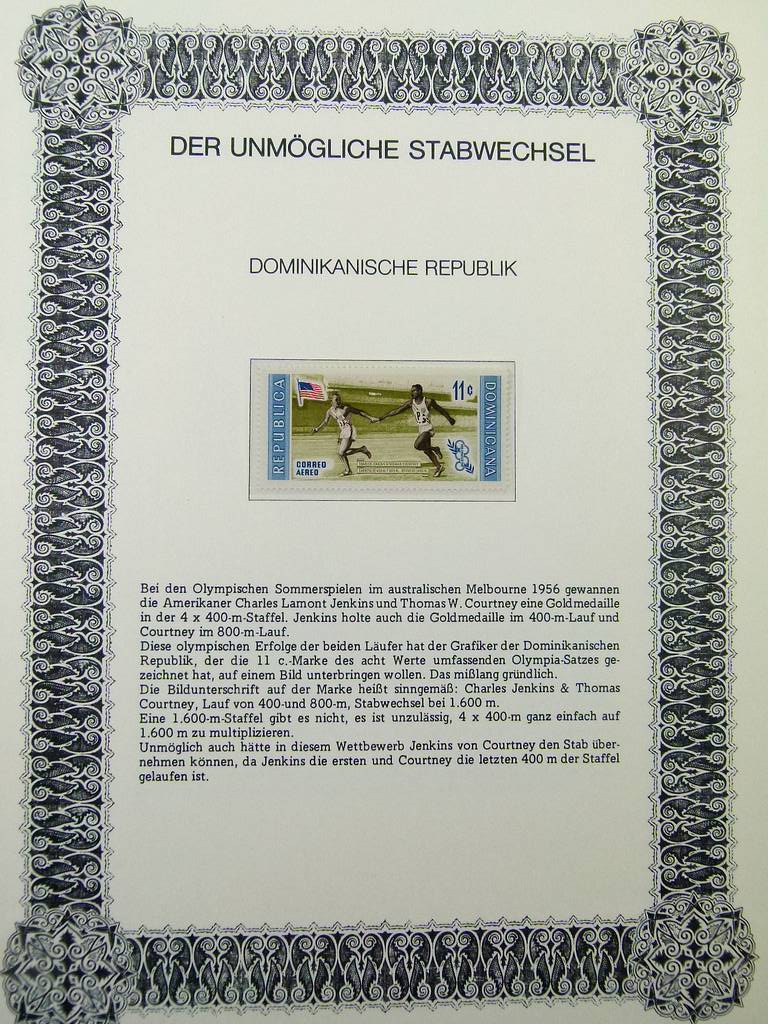 DER UNMÖGLICHE STABWECHSEL
DOMINIKANISCHE REPUBLIK
REPUBLICA
11c
DOMINICANA
CORREO
AEREO
Bei den Olympischen Sommerspielen im australischen Melbourne 1956 gewannen
die Amerikaner Charles Lamont Jenkins und Thomas W. Courtney eine Goldmedaille
in der 4 x 400-m-Staffel. Jenkins holte auch die Goldmedaille im 400-m-Lauf und
Courtney im 800-m-Lauf.
Diese olympischen Erfolge der beiden Läufer hat der Grafiker der Dominikanischen
Republik, der die 11 c.-Marke des acht Werte umfassenden Olympia-Satzes ge-
zeichnet hat, auf einem Bild unterbringen wollen. Das mißlang gründlich.
Die Bildunterschrift auf der Marke heißt sinngemäß: Charles Jenkins & Thomas
Courtney, Lauf von 400-und 800-m, Stabwechsel bei 1.600 m.
Eine 1.600-m-Staffel gibt es nicht, es ist unzulässig, 4 x 400-m ganz einfach auf
1.600 m zu multiplizieren.
Unmöglich auch hätte in diesem Wettbewerb Jenkins von Courtney den Stab über-
nehmen können, da Jenkins die ersten und Courtney die letzten 400 m der Staffel
gelaufen ist.